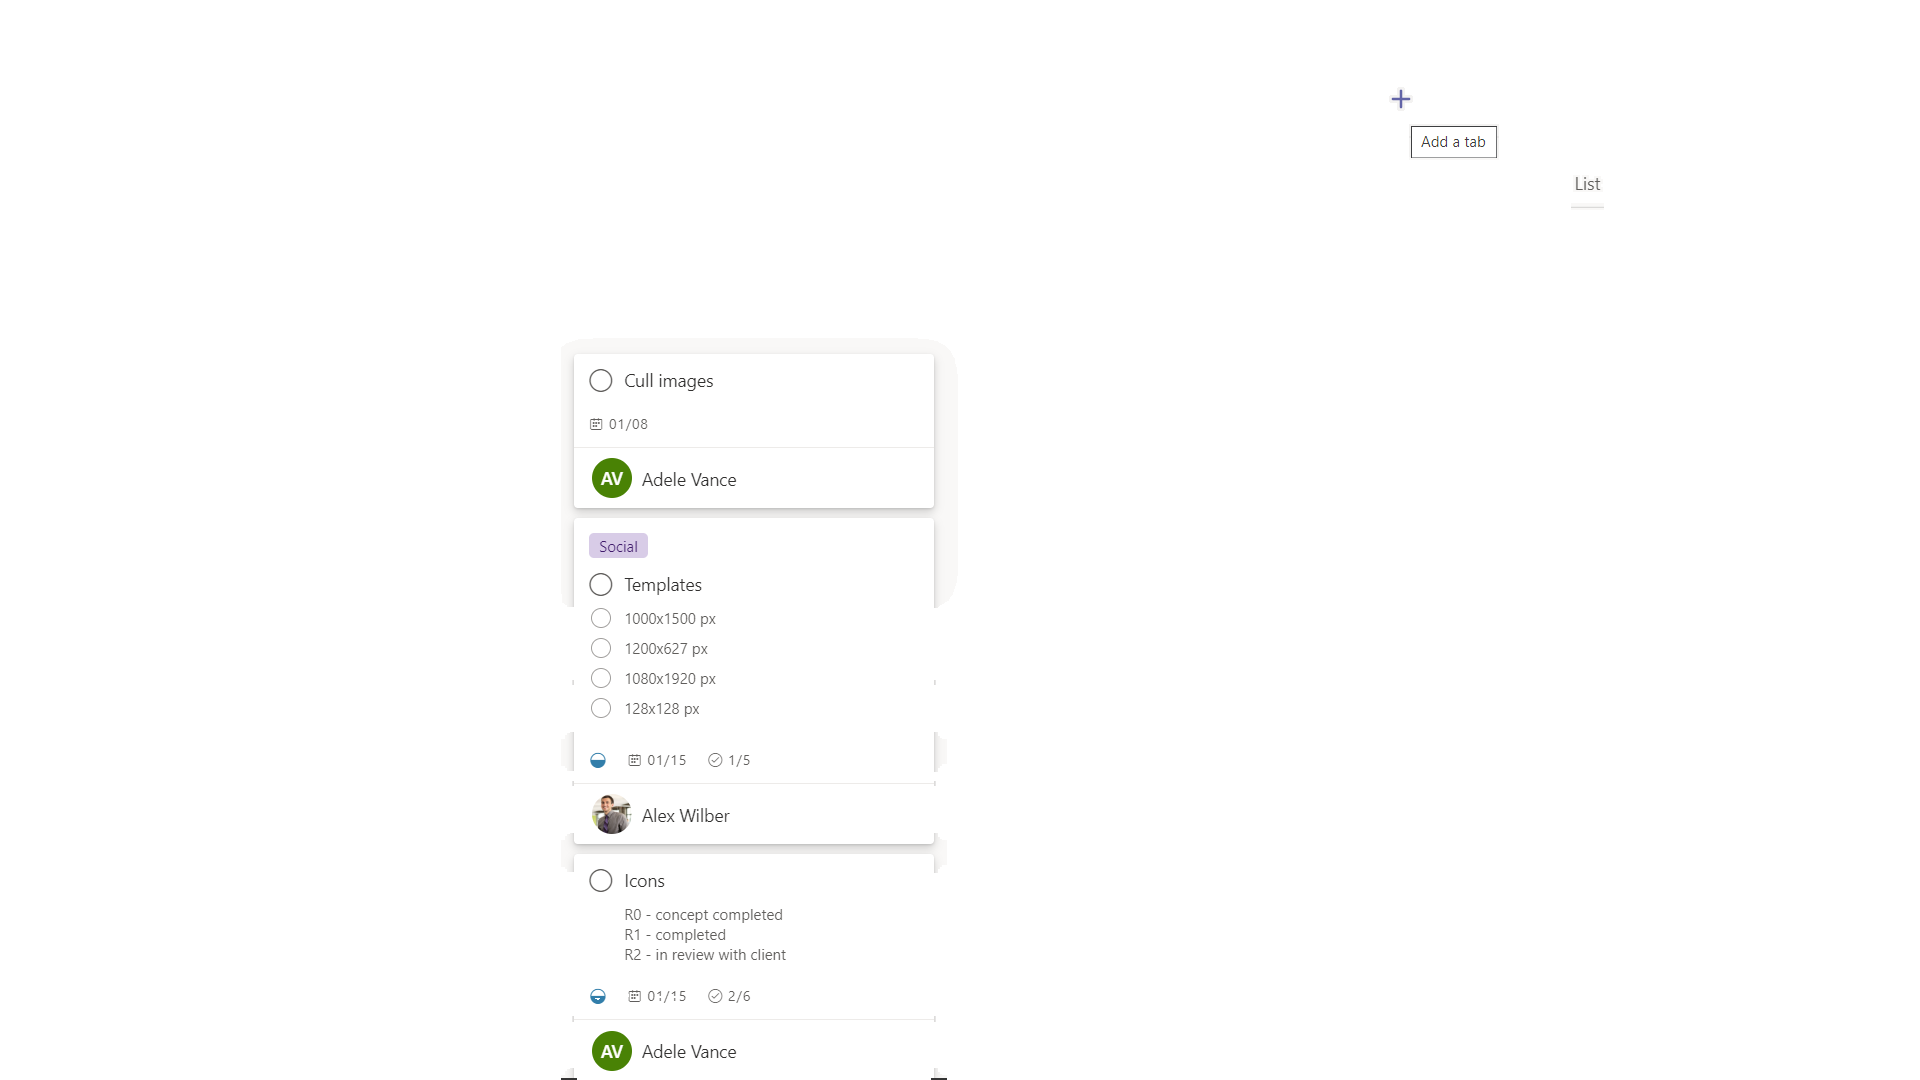 Add a tab
List
Cull images
01/08
AV Adele Vance
Social
Templates
1000x1500 px
1200x627 px
1080x1920 px
128x128 px
01/15 1/5
Alex Wilber
Icons
R0 - concept completed
R1 - completed
R2 - in review with client
01/15 2/6
AV Adele Vance